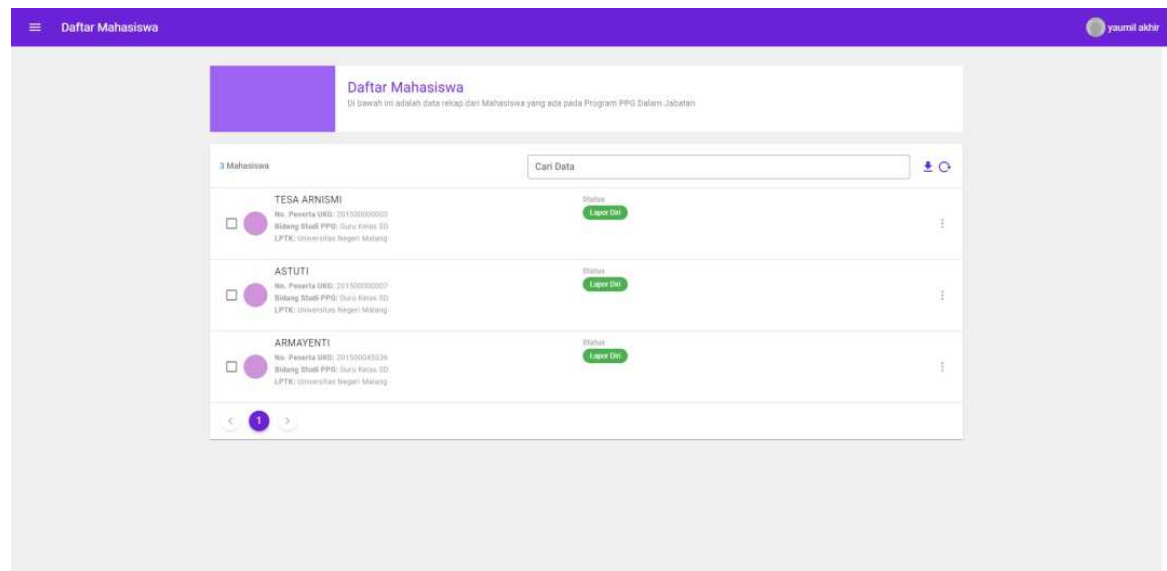 Daftar Mahasiswa
yaumil akhir
Daftar Mahasiswa
Di bawah ini adalah data rekap dari Mahasiswa yang ada pada Program PPG Dalam Jabatan
3 Mahasiswa
Cari Data
TESA ARNISMI
No. Peserta UKG: 201500000003
Bidang Studi PPG: Guru Kelas SD
LPTK: Universitas Negeri Malang
Status
Lapor Diri
ASTUTI
No. Peserta UKG: 201500000007
Bidang Studi PPG: Guru Kelas SD
LPTK: Universitas Negeri Malang
Status
Lapor Diri
ARMAYENTI
No. Peserta UKG:
Bidang Studi PPG: Guru Kelas SD
LPTK: Universitas Negeri Malang
Status
Lapor Diri
1